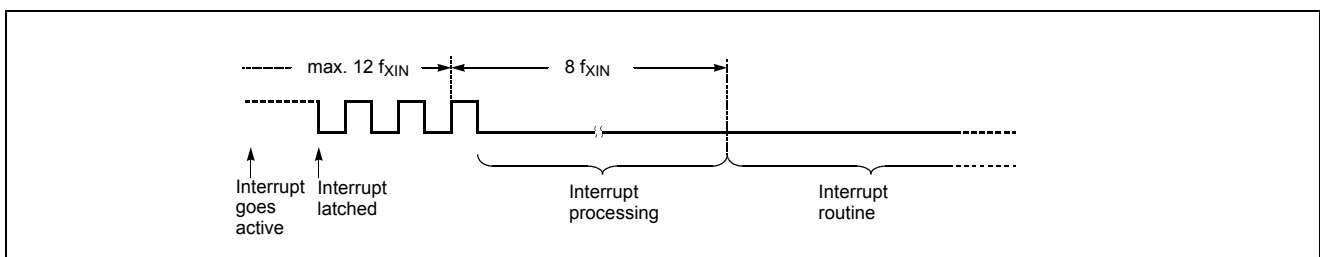 max. 12 fXIN
8 fXIN
Interrupt
goes
active
Interrupt
latched
Interrupt
processing
Interrupt
routine